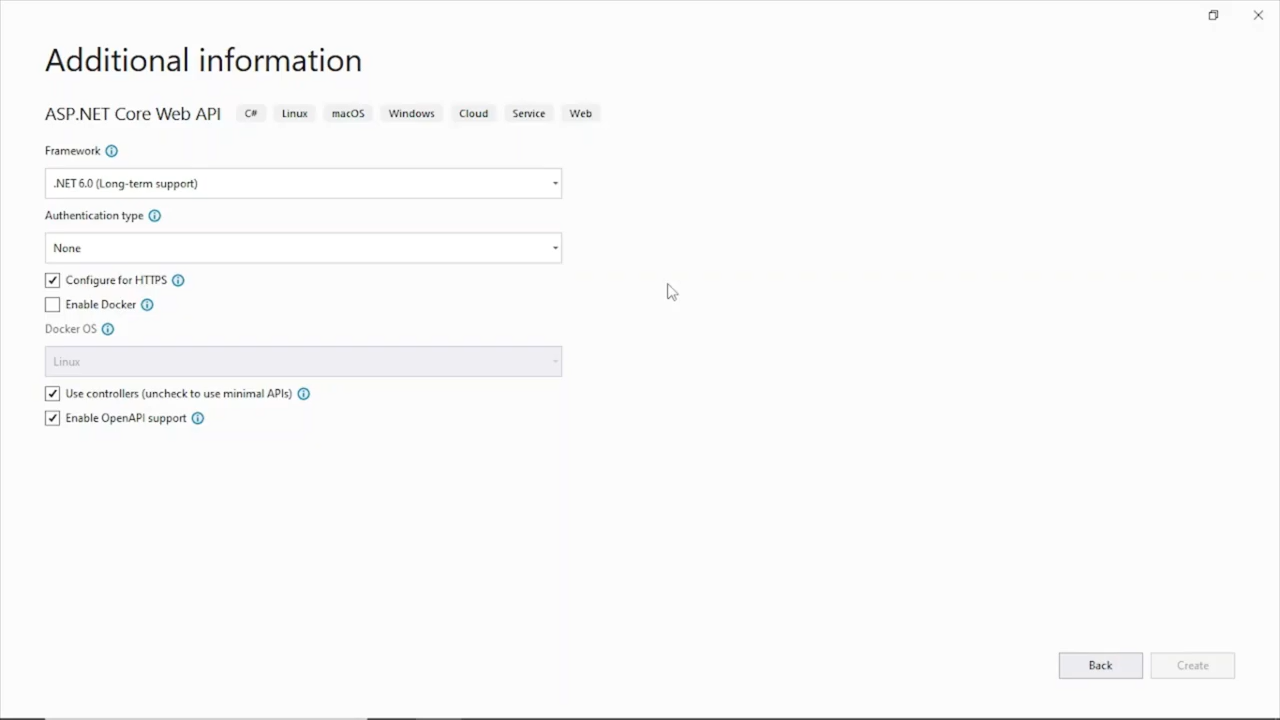 Additional information
ASP.NET Core Web API C# Linux macOS Windows Cloud Service Web
Framework
.NET 6.0 (Long-term support)
Authentication type
None
Configure for HTTPS
Enable Docker
Docker OS
Linux
Use controllers (uncheck to use minimal APIs)
Enable OpenAPI support
Back Create